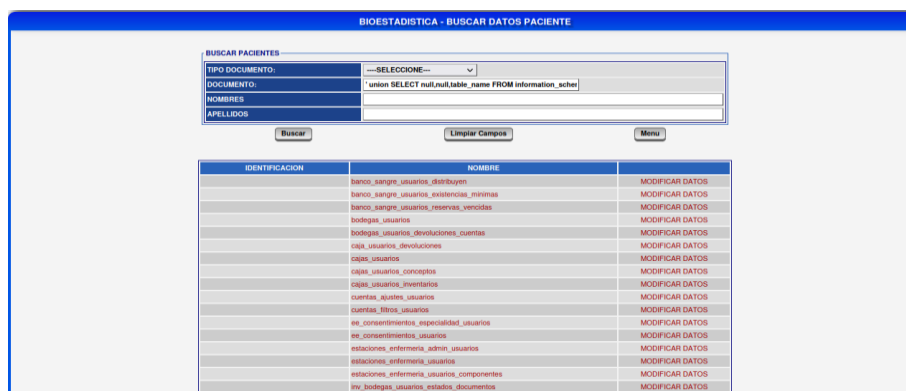 BIOESTADISTICA - BUSCAR DATOS PACIENTE
BUSCAR PACIENTES
TIPO DOCUMENTO: ----SELECCIONE---
DOCUMENTO: ' union SELECT null,null,table_name FROM information_scher
NOMBRES
APELLIDOS
Buscar Limpiar Campos Menu
IDENTIFICACION NOMBRE
banco_sangre_usuarios_distribuyen MODIFICAR DATOS
banco_sangre_usuarios_existencias_minimas MODIFICAR DATOS
banco_sangre_usuarios_reservas_vencidas MODIFICAR DATOS
bodegas_usuarios MODIFICAR DATOS
bodegas_usuarios_devoluciones_cuentas MODIFICAR DATOS
caja_usuarios_devoluciones MODIFICAR DATOS
cajas_usuarios MODIFICAR DATOS
cajas_usuarios_conceptos MODIFICAR DATOS
cajas_usuarios_inventarios MODIFICAR DATOS
cuentas_ajustes_usuarios MODIFICAR DATOS
cuentas_filtros_usuarios MODIFICAR DATOS
ee_consentimientos_especialidad_usuarios MODIFICAR DATOS
ee_consentimientos_usuarios MODIFICAR DATOS
estaciones_enfermeria_admin_usuarios MODIFICAR DATOS
estaciones_enfermeria_usuarios MODIFICAR DATOS
estaciones_enfermeria_usuarios_componentes MODIFICAR DATOS
inv_bodegas_usuarios_estados_documentos MODIFICAR DATOS